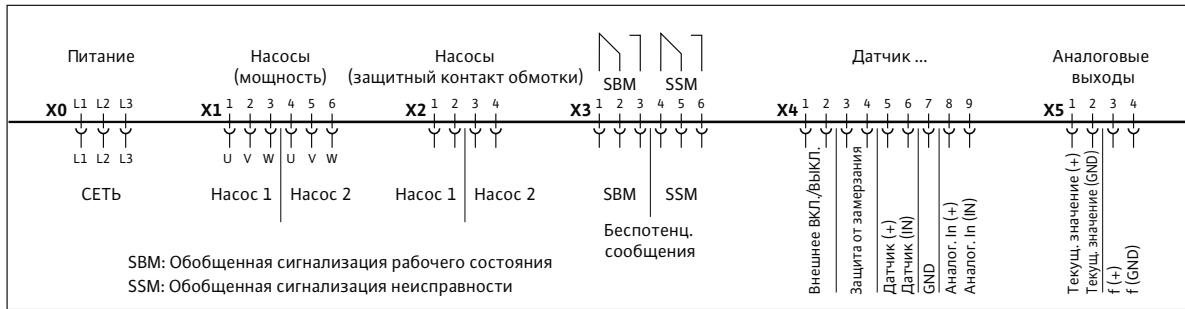 Питание
Насосы
(мощность)
Насосы
(защитный контакт обмотки)
SBM SSM
Датчик ...
Аналоговые
выходы
X0 L1 L2 L3
X1 1 2 3 4 5 6
X2 1 2 3 4
X3 1 2 3 4 5 6
X4 1 2 3 4 5 6 7 8 9
X5 1 2 3 4
L1 L2 L3
U V W U V W
СЕТЬ
Насос 1 Насос 2
Насос 1 Насос 2
SBM SSM
Беспотенц.
сообщения
Внешнее ВКЛ./ВЫКЛ.
Защита от замерзания
Датчик (+)
Датчик (IN)
GND
Аналог. In (+)
Аналог. In (IN)
Текущ. значение (+)
Текущ. значение (GND)
f (+)
f (GND)
SBM: Обобщенная сигнализация рабочего состояния
SSM: Обобщенная сигнализация неисправности